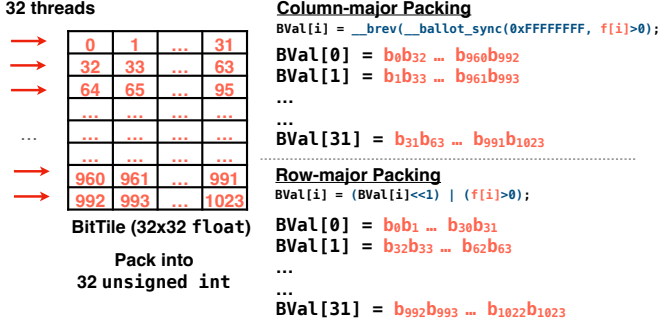 32 threads
0 1 ... 31
32 33 ... 63
64 65 ... 95
... ... ... ...
... ... ... ...
... ... ... ...
960 961 ... 991
992 993 ... 1023
...
BitTile (32x32 float)
Pack into
32 unsigned int
Column-major Packing
BVal[i] = __brev(__ballot_sync(0xFFFFFFFF, f[i]>0);
BVal[0] = b₀b₃₂ … b₉₆₀b₉₉₂
BVal[1] = b₁b₃₃ … b₉₆₁b₉₉₃
...
...
BVal[31] = b₃₁b₆₃ … b₉₉₁b₁₀₂₃
Row-major Packing
BVal[i] = (BVal[i]<<1) | (f[i]>0);
BVal[0] = b₀b₁ … b₃₀b₃₁
BVal[1] = b₃₂b₃₃ … b₆₂b₆₃
...
...
BVal[31] = b₉₉₂b₉₉₃ … b₁₀₂₂b₁₀₂₃